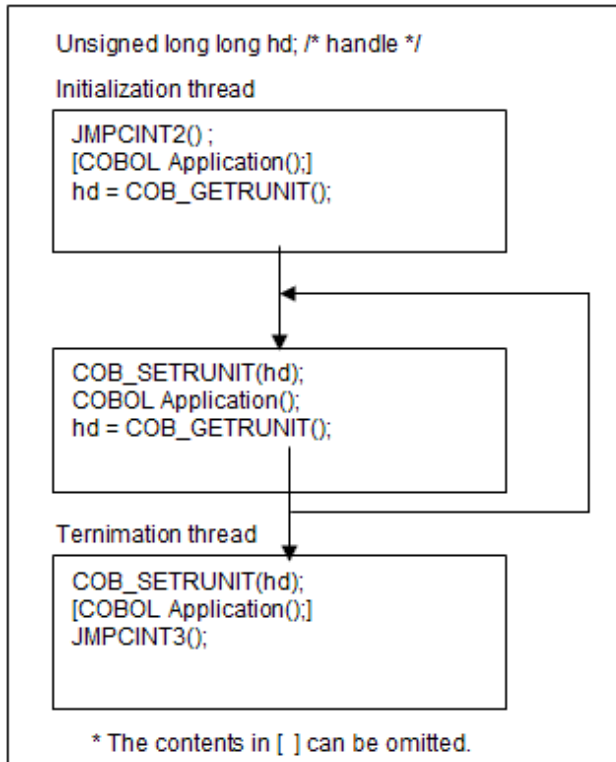 Unsigned long long hd; /* handle */
Initialization thread
JMPCINT2() ;
[COBOL Application();]
hd = COB_GETRUNIT();
COB_SETRUNIT(hd);
COBOL Application();
hd = COB_GETRUNIT();
Ternimation thread
COB_SETRUNIT(hd);
[COBOL Application();]
JMPCINT3();
* The contents in [ ] can be omitted.